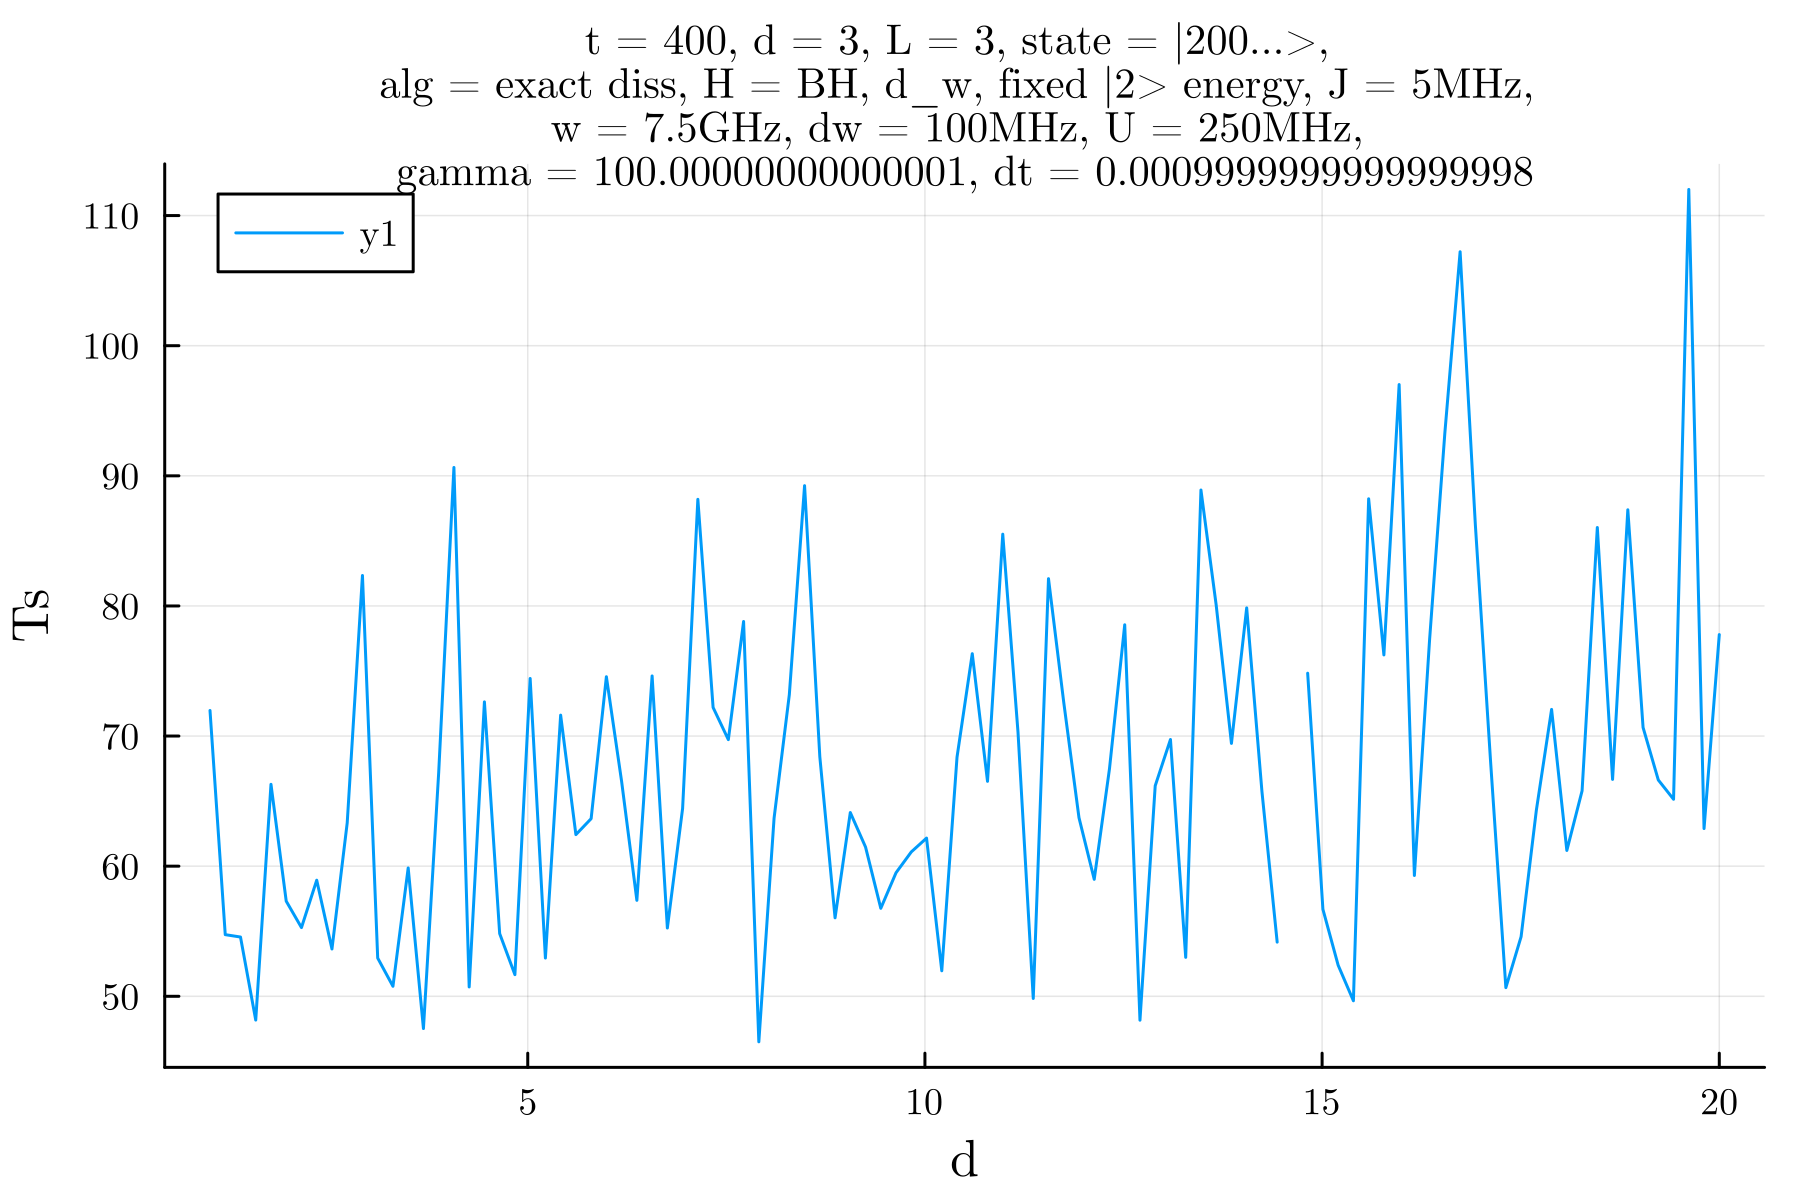 t = 400, d = 3, L = 3, state = |200...>,
alg = exact diss, H = BH, d_w, fixed |2> energy, J = 5MHz,
w = 7.5GHz, dw = 100MHz, U = 250MHz,
gamma = 100.00000000000001, dt = 0.0009999999999999998
y1
110
100
90
80
70
60
50
Ts
5 10 15 20
d